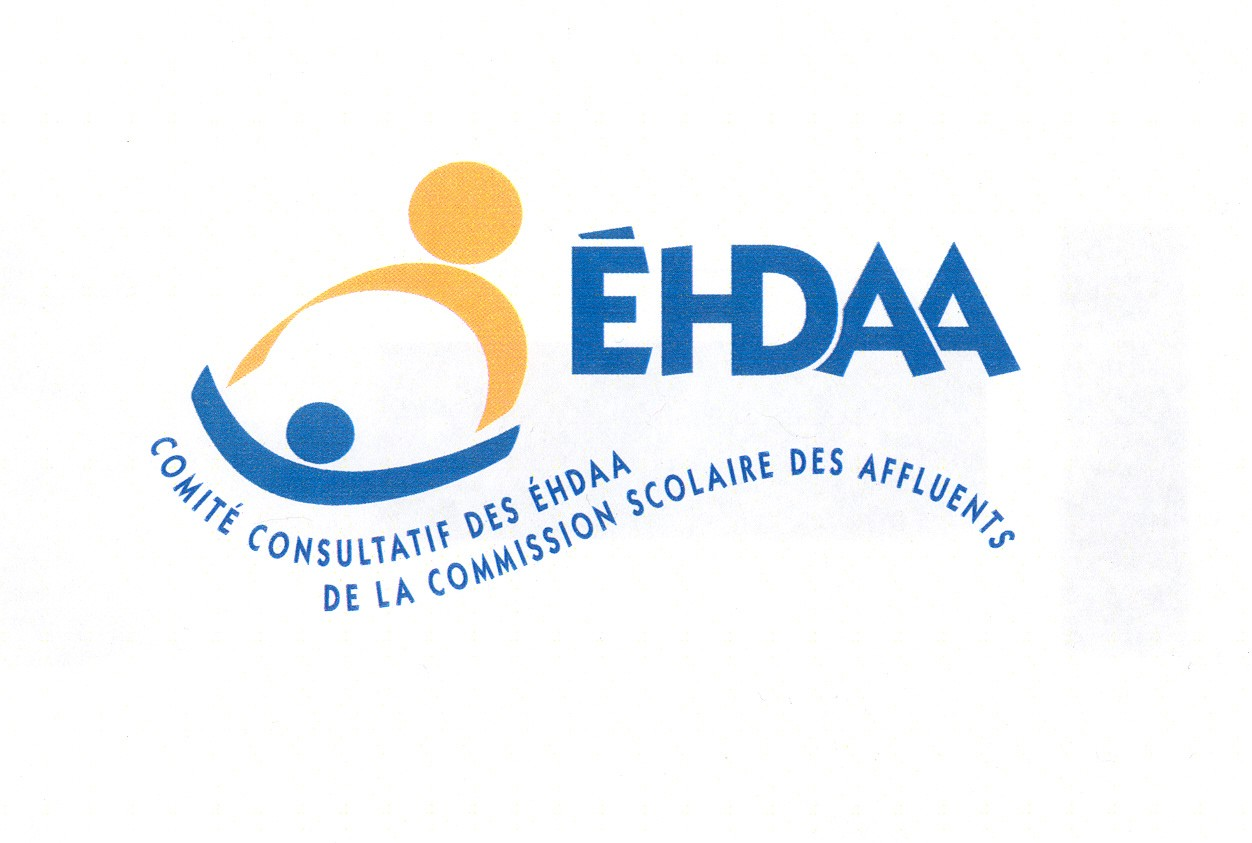 ÉHDAA
COMITÉ CONSULTATIF DES ÉHDAA
DE LA COMMISSION SCOLAIRE DES AFFLUENTS